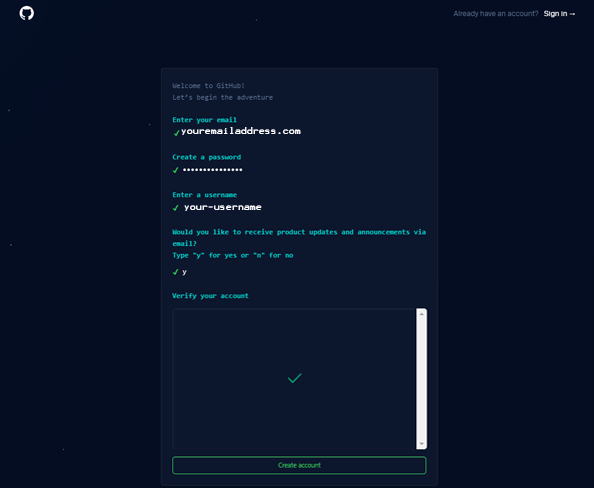 Already have an account? Sign in →
Welcome to GitHub!
Let's begin the adventure
Enter your email
✓youremailaddress.com
Create a password
✓ •••••••••••••••
Enter a username
✓ your-username
Would you like to receive product updates and announcements via
email?
Type "y" for yes or "n" for no
✓ y
Verify your account
Create account